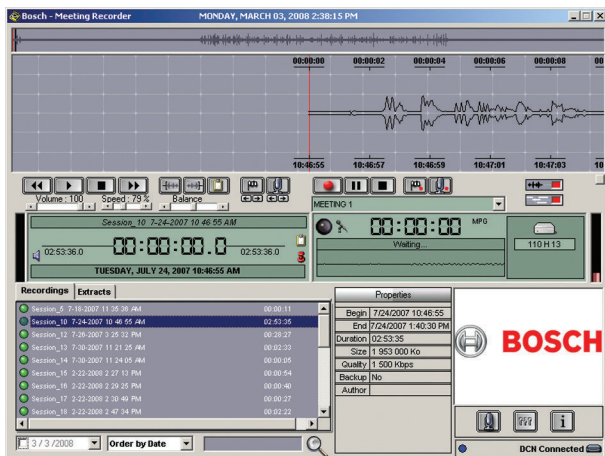 Bosch - Meeting Recorder MONDAY, MARCH 03, 2008 2:38:15 PM
00:00:00 00:00:02 00:00:04 00:00:06 00:00:08 00
10:46:55 10:46:57 10:46:59 10:47:01 10:47:03 10
Volume : 100 Speed : 79 % Balance
MEETING 1
Session_10 7-24-2007 10 46 55 AM
02:53:36.0 00:00:00.0 02:53:36.0
TUESDAY, JULY 24, 2007 10:46:55 AM
00:00:00 MPG
Waiting...
110 H 13
Recordings Extracts
Session_5 7-18-2007 11 35 36 AM 00:00:11
Session_10 7-24-2007 10 46 55 AM 02:53:35
Session_12 7-26-2007 3 25 32 PM 00:28:27
Session_13 7-30-2007 11 21 25 AM 00:02:33
Session_14 7-30-2007 11 24 05 AM 00:00:05
Session_15 2-22-2008 2 27 13 PM 00:00:54
Session_16 2-22-2008 2 29 25 PM 00:00:40
Session_17 2-22-2008 2 30 49 PM 00:00:27
Session_18 2-22-2008 2 47 34 PM 00:02:22
3 / 3 /2008 Order by Date
Properties
Begin 7/24/2007 10:46:55
End 7/24/2007 1:40:30 PM
Duration 02:53:35
Size 1 953 000 Ko
Quality 1 500 Kbps
Backup No
Author
BOSCH
DCN Connected